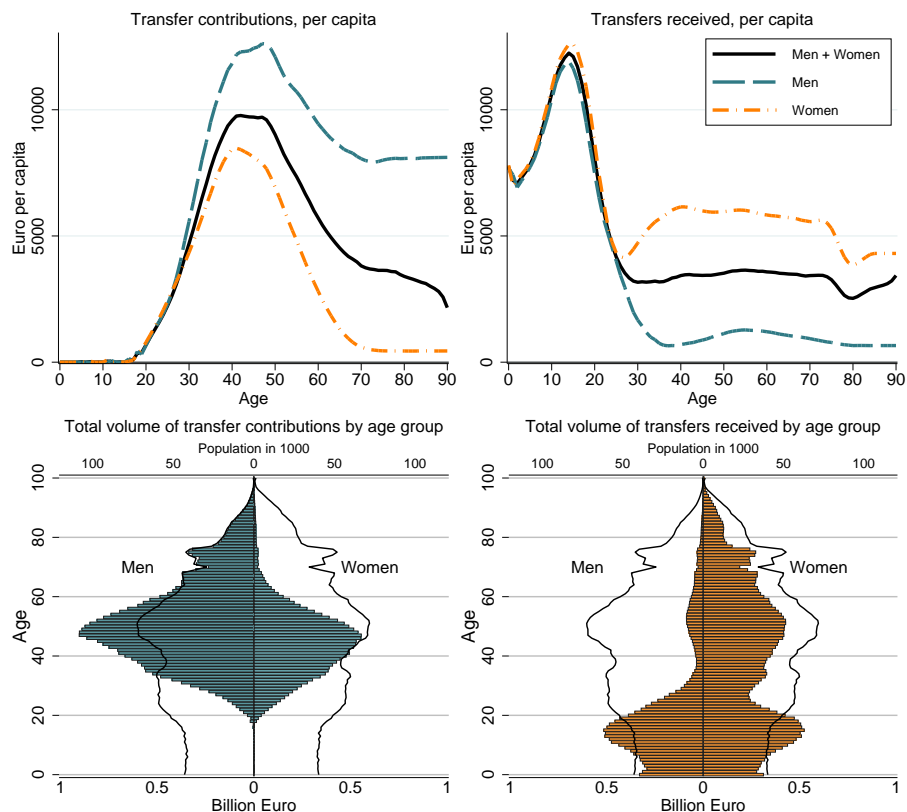 Transfer contributions, per capita
Euro per capita
0 5000 10000
0 10 20 30 40 50 60 70 80 90
Age
Transfers received, per capita
Men + Women
Men
Women
Euro per capita
0 5000 10000
0 10 20 30 40 50 60 70 80 90
Age
Total volume of transfer contributions by age group
Population in 1000
100 50 0 50 100
Men
Women
Age
0 20 40 60 80 100
1 0.5 0 0.5 1
Billion Euro
Total volume of transfers received by age group
Population in 1000
100 50 0 50 100
Men
Women
Age
0 20 40 60 80 100
1 0.5 0 0.5 1
Billion Euro